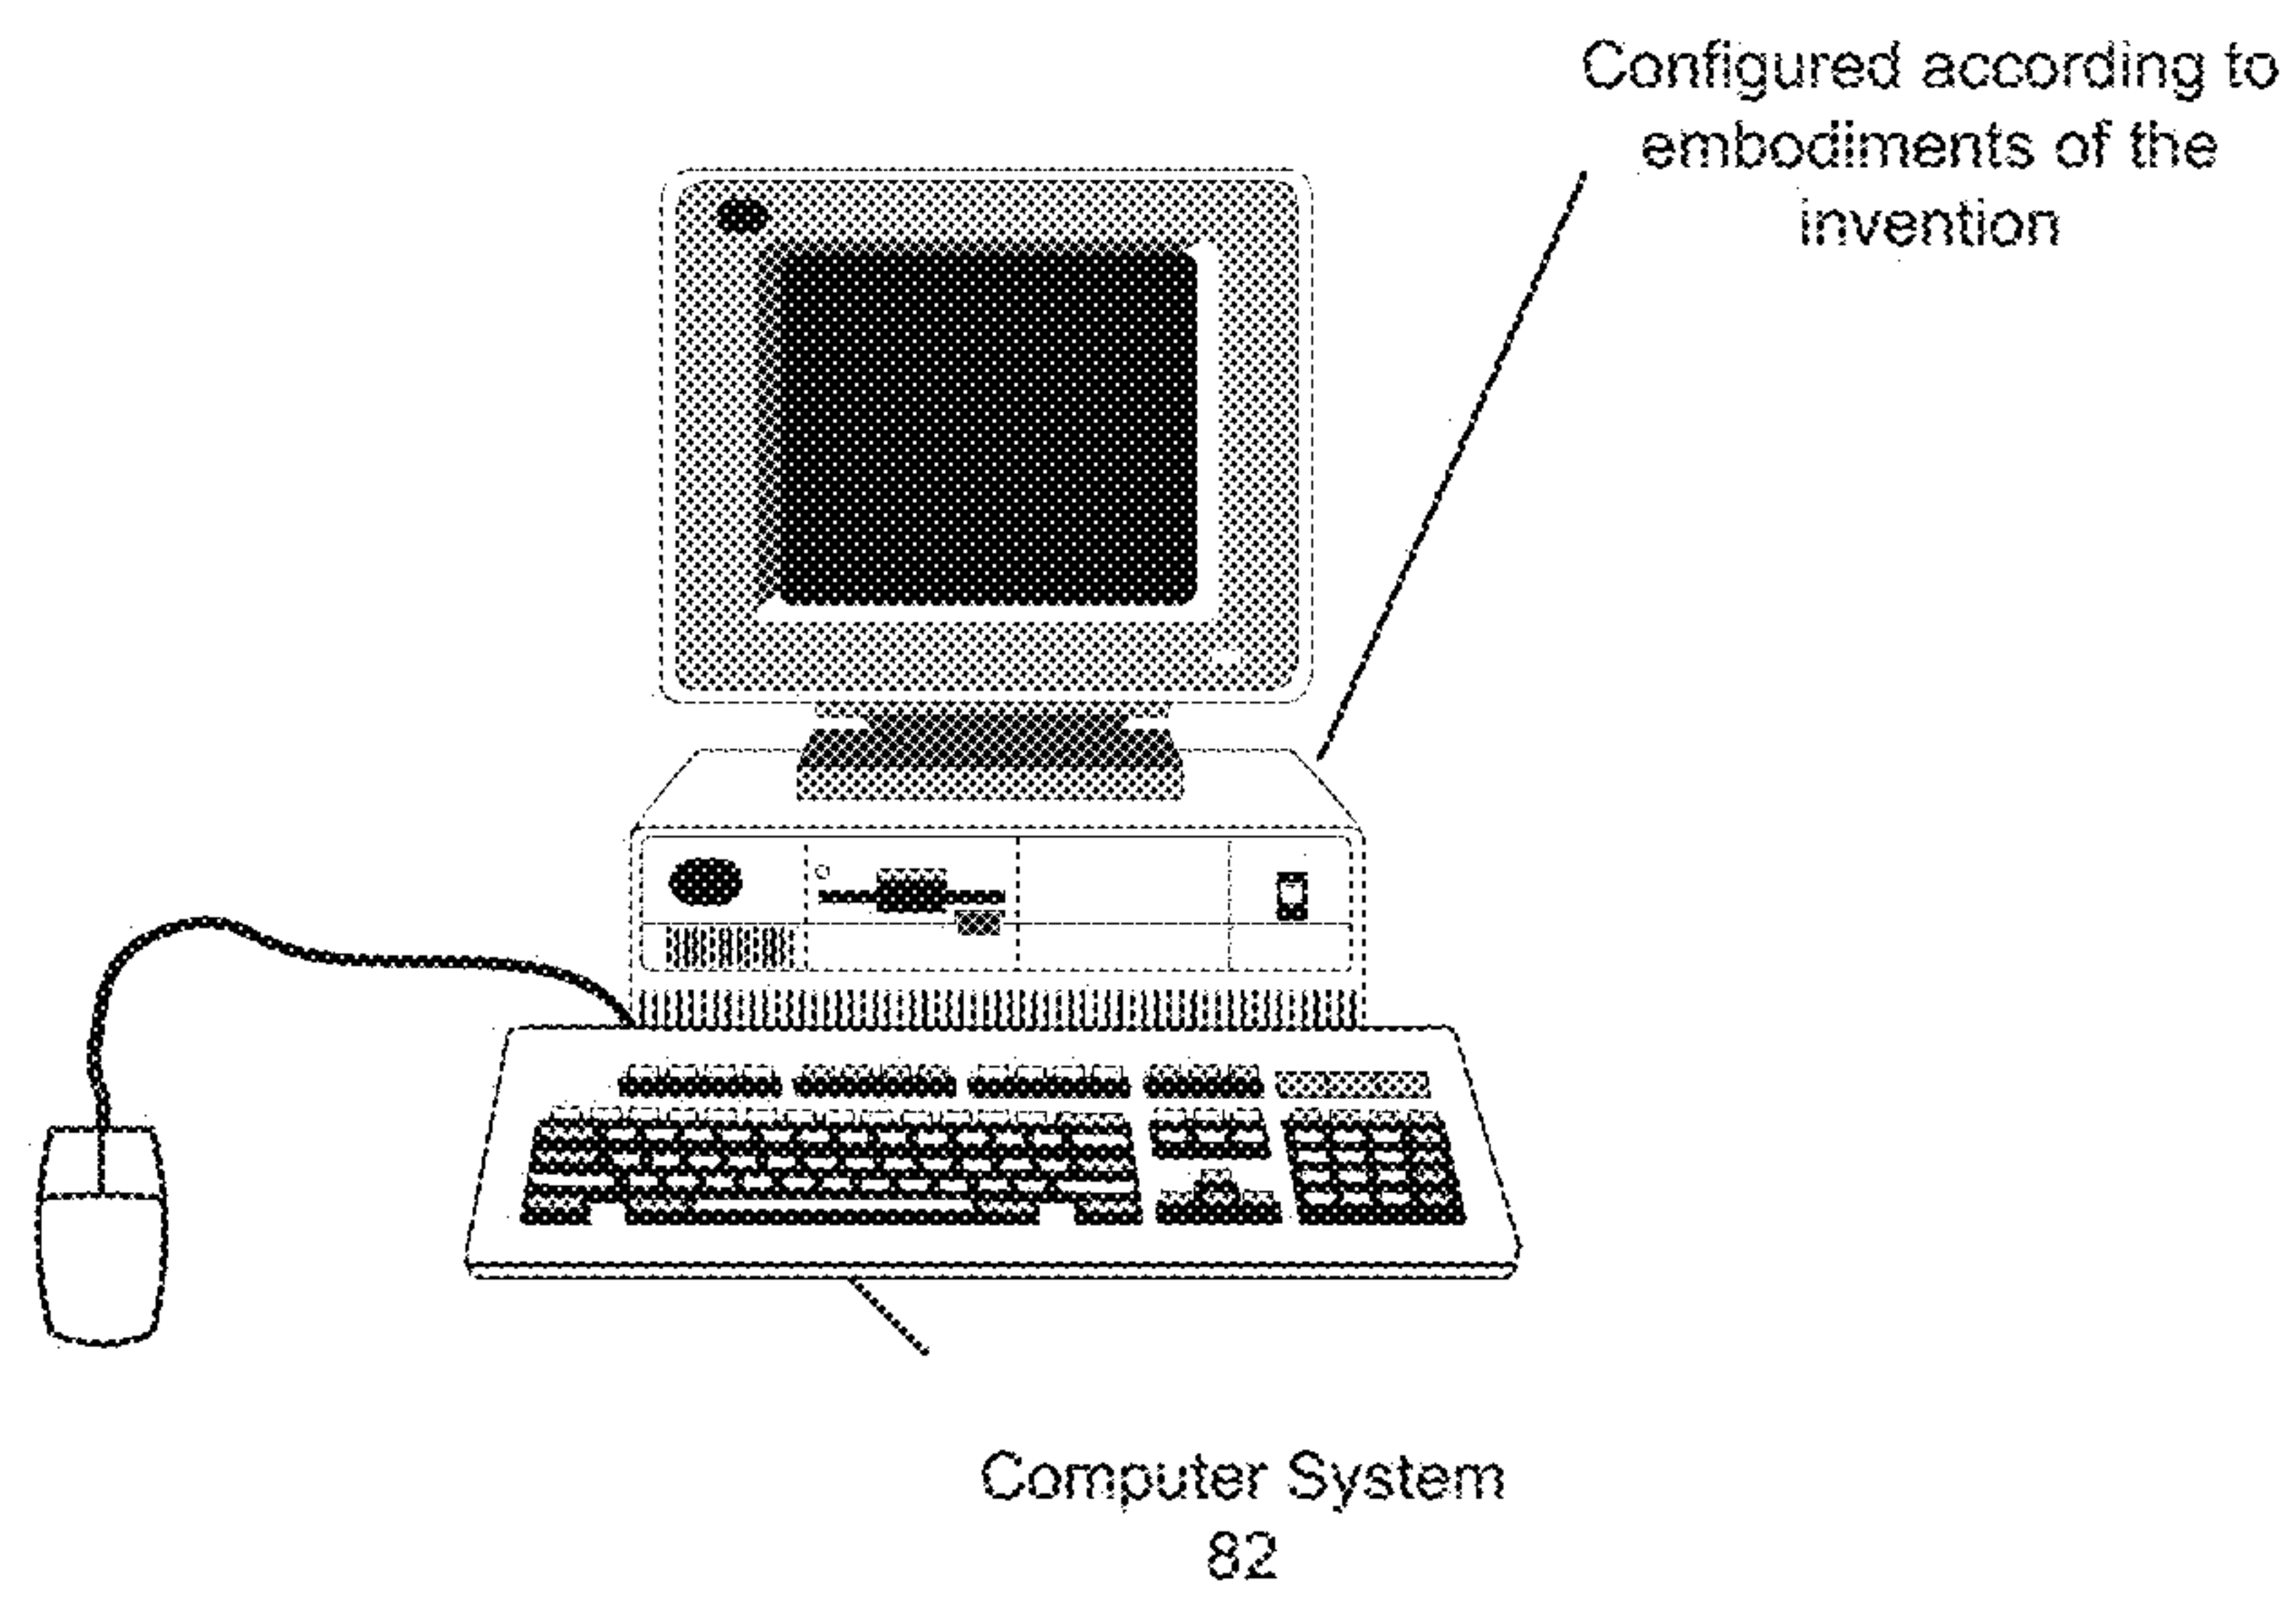 Configured according to
embodiments of the
invention
Computer System
82